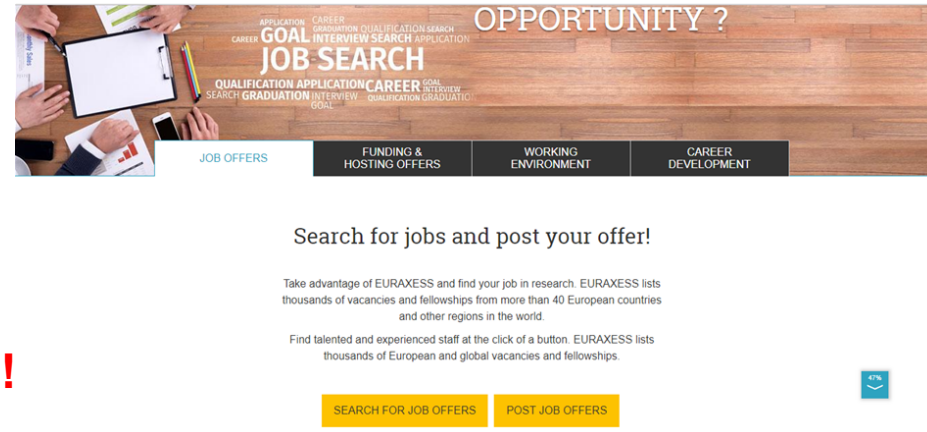 OPPORTUNITY ?
APPLICATION CAREER
GRADUATION QUALIFICATION SEARCH
CAREER GOAL INTERVIEW SEARCH APPLICATION
JOB SEARCH
QUALIFICATION APPLICATION CAREER GOAL
INTERVIEW
SEARCH GRADUATION INTERVIEW QUALIFICATION GRADUATION
GOAL
JOB OFFERS
FUNDING &
HOSTING OFFERS
WORKING
ENVIRONMENT
CAREER
DEVELOPMENT
Search for jobs and post your offer!
Take advantage of EURAXESS and find your job in research. EURAXESS lists
thousands of vacancies and fellowships from more than 40 European countries
and other regions in the world.
Find talented and experienced staff at the click of a button. EURAXESS lists
thousands of European and global vacancies and fellowships.
!
47%
SEARCH FOR JOB OFFERS
POST JOB OFFERS